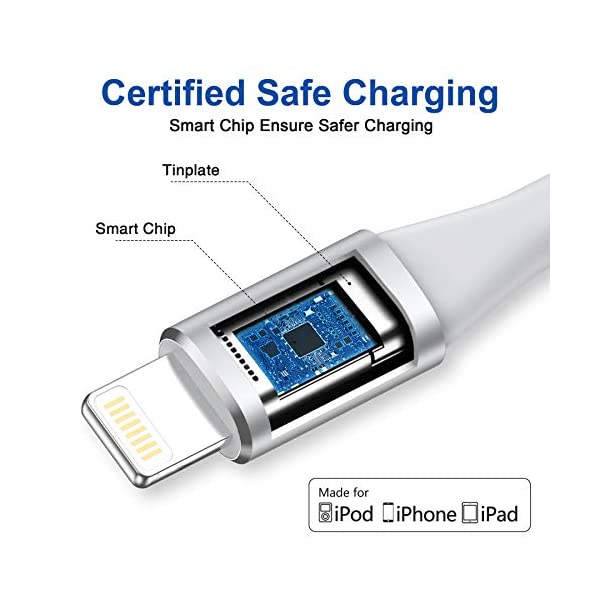 Certified Safe Charging
Smart Chip Ensure Safer Charging
Tinplate
Smart Chip
Made for
iPod iPhone iPad